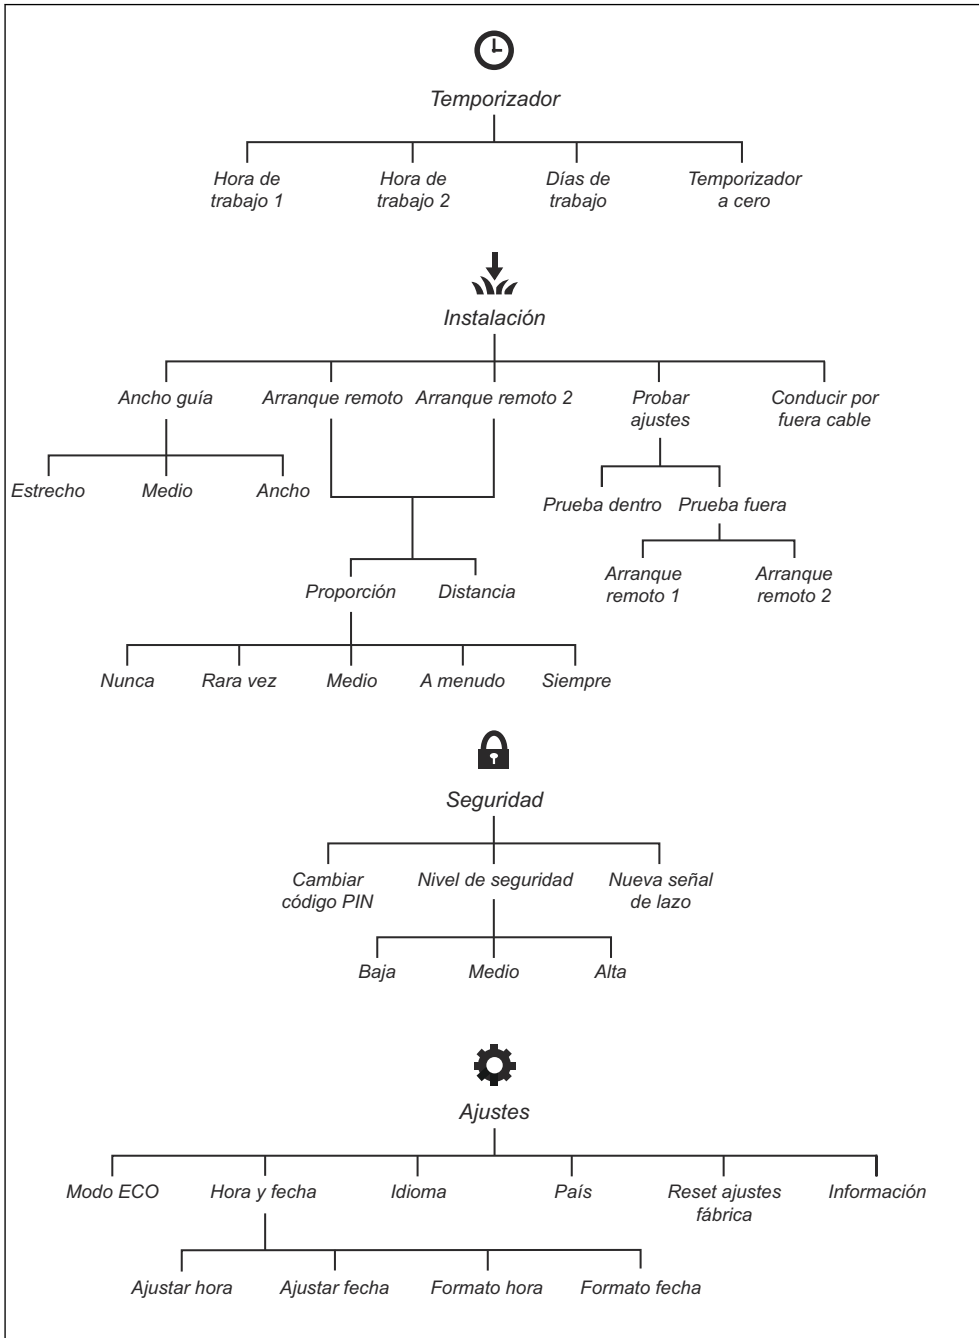 Temporizador
Hora de
trabajo 1
Hora de
trabajo 2
Días de
trabajo
Temporizador
a cero
Instalación
Ancho guía
Arranque remoto
Arranque remoto 2
Probar
ajustes
Conducir por
fuera cable
Estrecho
Medio
Ancho
Prueba dentro
Prueba fuera
Arranque
remoto 1
Arranque
remoto 2
Proporción
Distancia
Nunca
Rara vez
Medio
A menudo
Siempre
Seguridad
Cambiar
código PIN
Nivel de seguridad
Nueva señal
de lazo
Baja
Medio
Alta
Ajustes
Modo ECO
Hora y fecha
Idioma
País
Reset ajustes
fábrica
Información
Ajustar hora
Ajustar fecha
Formato hora
Formato fecha